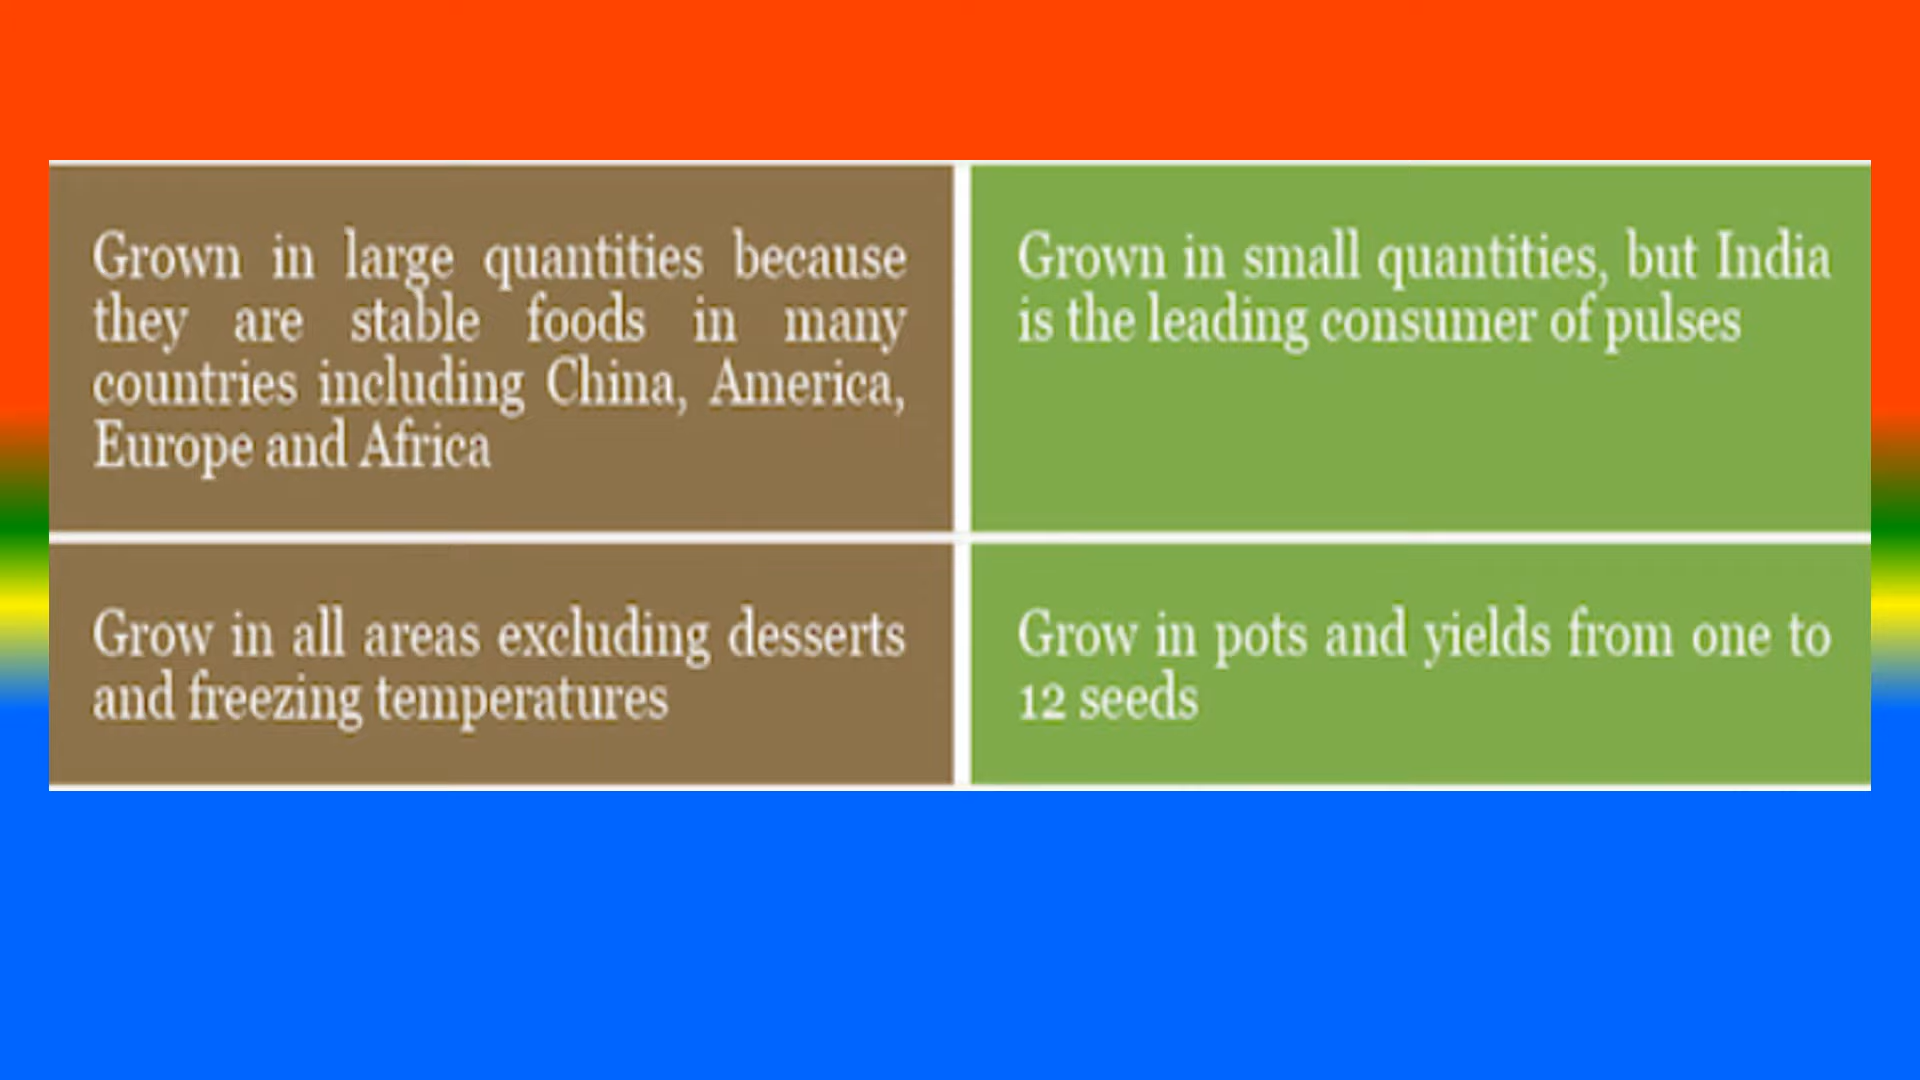 Grown in large quantities because
they are stable foods in many
countries including China, America,
Europe and Africa
Grown in small quantities, but India
is the leading consumer of pulses
Grow in all areas excluding desserts
and freezing temperatures
Grow in pots and yields from one to
12 seeds